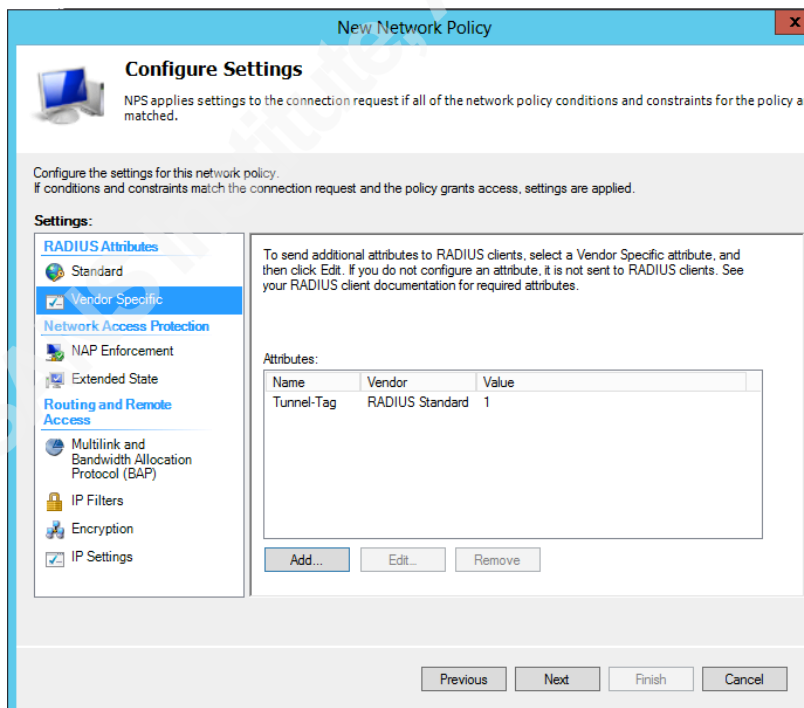 New Network Policy
x
Configure Settings
NPS applies settings to the connection request if all of the network policy conditions and constraints for the policy a
matched.
Configure the settings for this network policy.
If conditions and constraints match the connection request and the policy grants access, settings are applied.
Settings:
RADIUS Attributes
Standard
Vendor Specific
Network Access Protection
NAP Enforcement
Extended State
Routing and Remote
Access
Multilink and
Bandwidth Allocation
Protocol (BAP)
IP Filters
Encryption
IP Settings
To send additional attributes to RADIUS clients, select a Vendor Specific attribute, and
then click Edit. If you do not configure an attribute, it is not sent to RADIUS clients. See
your RADIUS client documentation for required attributes.
Attributes:
Name Vendor Value
Tunnel-Tag RADIUS Standard 1
Add... Edit... Remove
Previous Next Finish Cancel